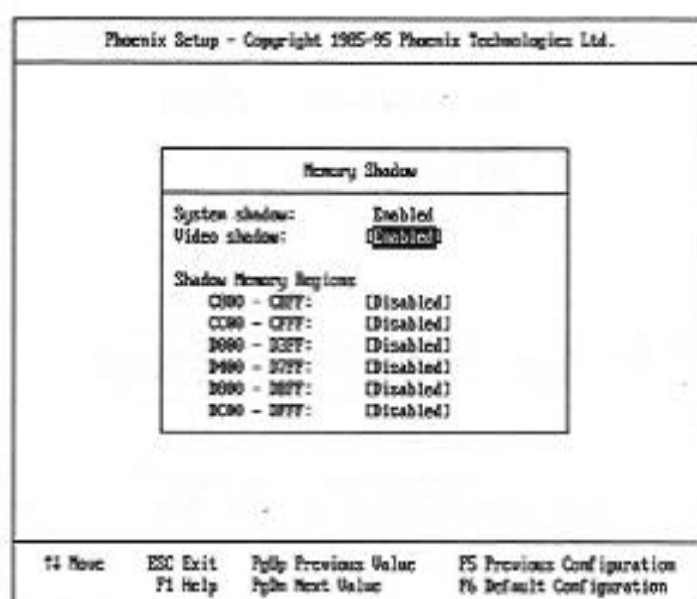 Phoenix Setup - Copyright 1985-95 Phoenix Technologies Ltd.
Memory Shadow
System shadow: Enabled
Video shadow: [Enabled]
Shadow Memory Regions
C800 - CBFF: [Disabled]
CC00 - CFFF: [Disabled]
D000 - D3FF: [Disabled]
D400 - D7FF: [Disabled]
D800 - DBFF: [Disabled]
DC00 - DFFF: [Disabled]
↑↓ Move ESC Exit PgUp Previous Value F5 Previous Configuration
F1 Help PgDn Next Value F6 Default Configuration